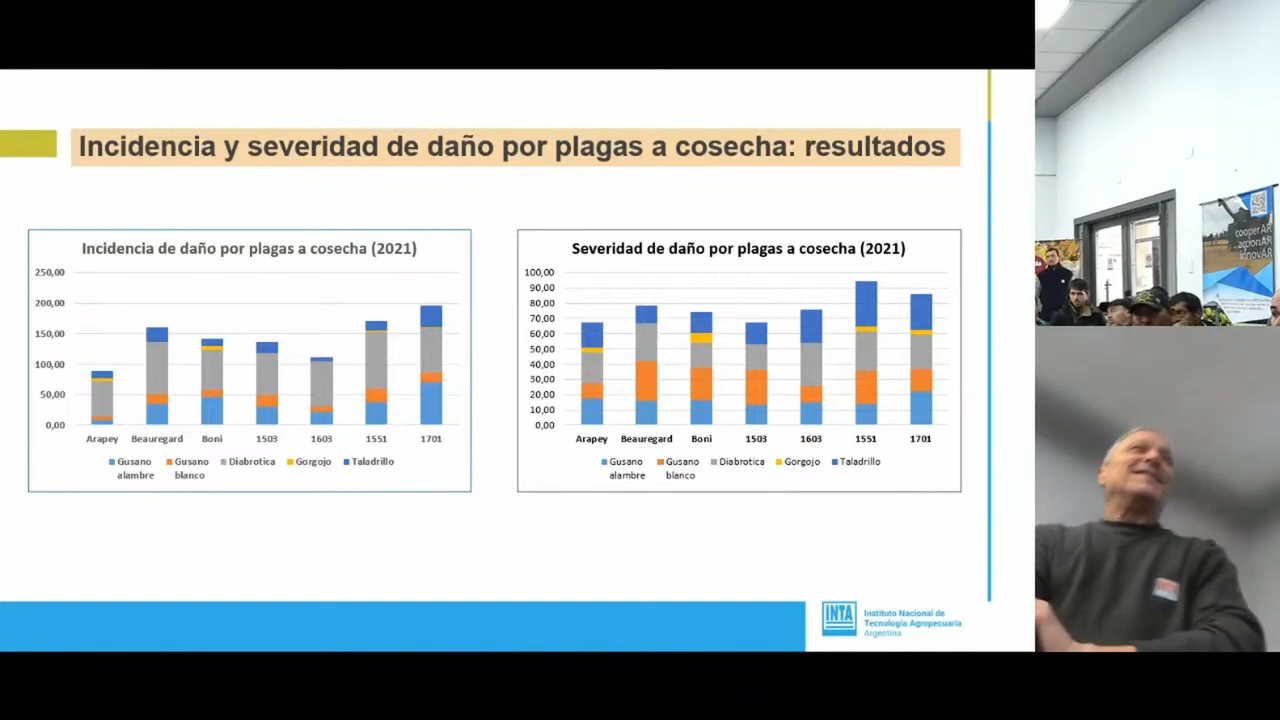 Incidencia y severidad de daño por plagas a cosecha: resultados
Incidencia de daño por plagas a cosecha (2021)
250,00
200,00
150,00
100,00
50,00
0,00
Arapey Beauregard Boni 1503 1603 1551 1701
Gusano alambre Gusano blanco Diabrotica Gorgojo Taladrillo
Severidad de daño por plagas a cosecha (2021)
100,00
90,00
80,00
70,00
60,00
50,00
40,00
30,00
20,00
10,00
0,00
Arapey Beauregard Boni 1503 1603 1551 1701
Gusano alambre Gusano blanco Diabrotica Gorgojo Taladrillo
INTA
Instituto Nacional de
Tecnología Agropecuaria
Argentina
cooperAR
accionAR
innovAR